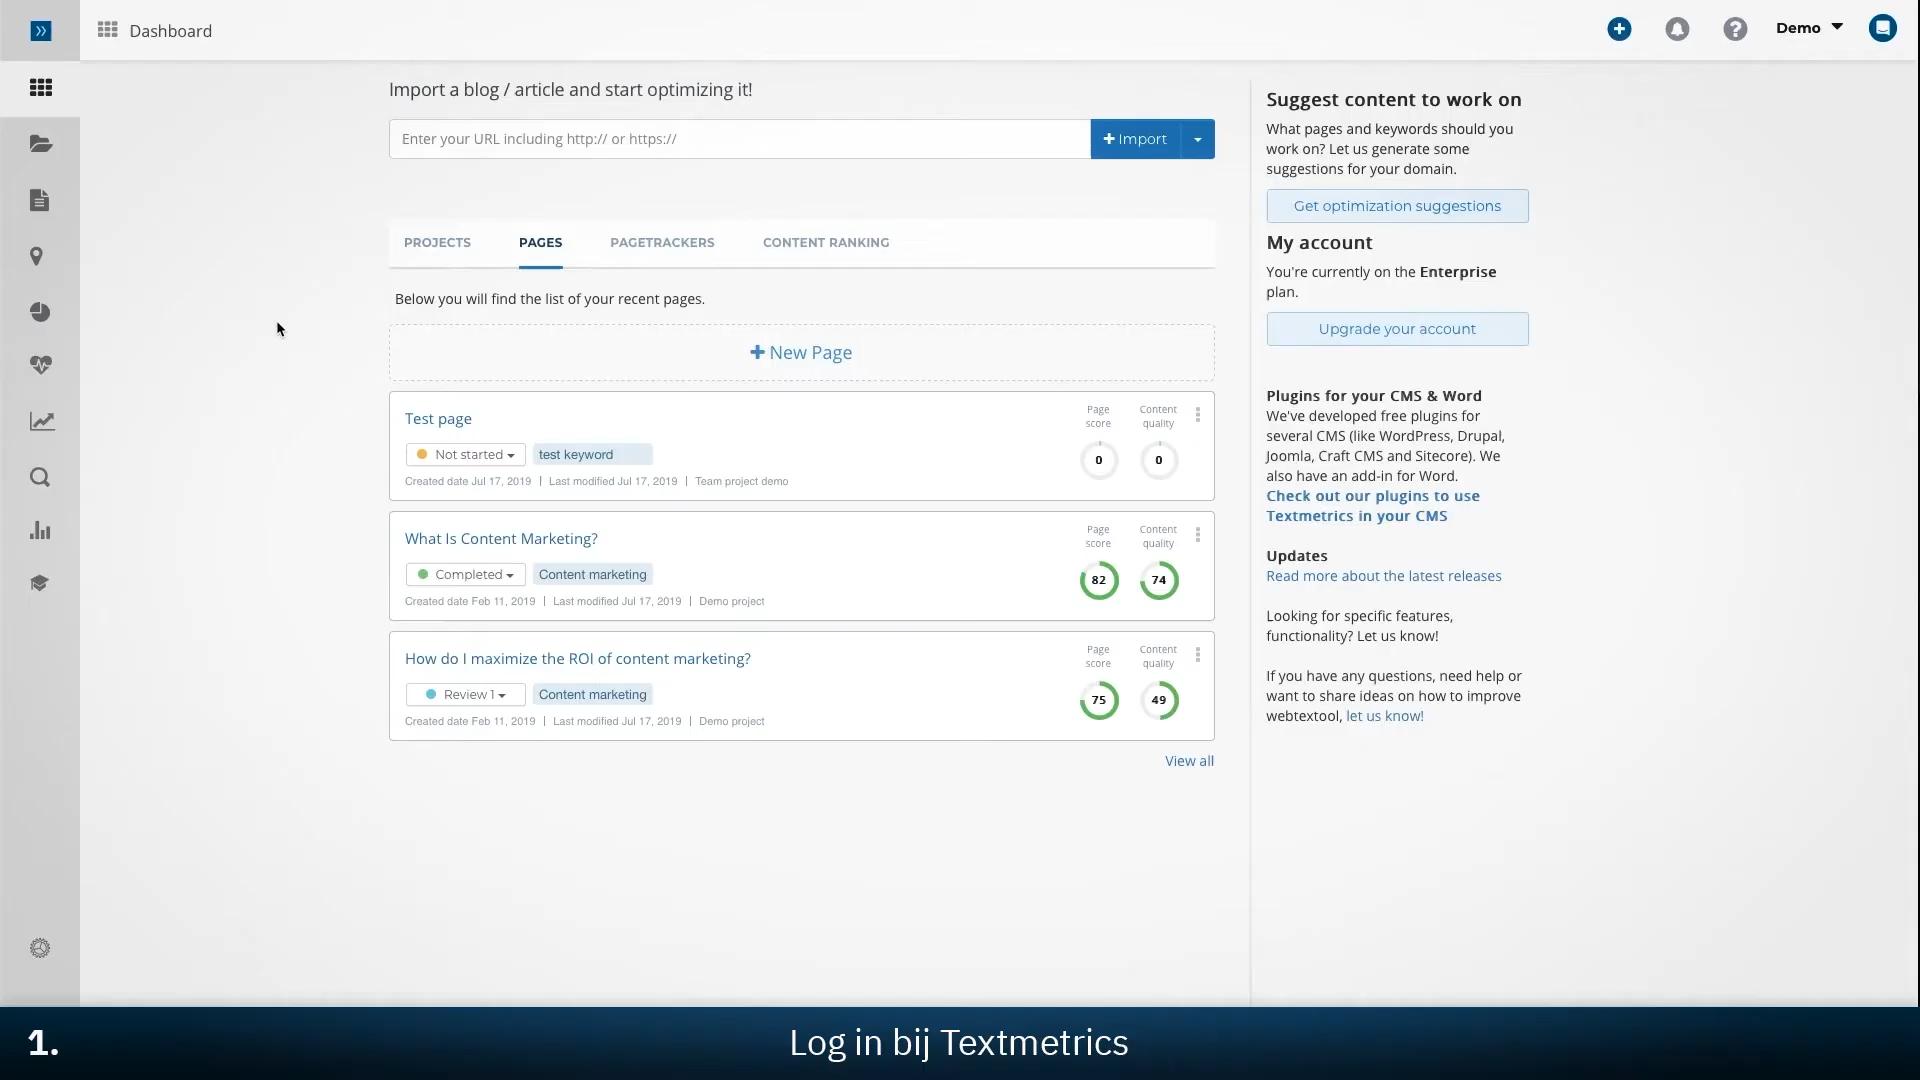 Dashboard
Demo
Import a blog / article and start optimizing it!
Enter your URL including http:// or https://
Import
PROJECTS PAGES PAGETRACKERS CONTENT RANKING
Below you will find the list of your recent pages.
New Page
Test page
Page score
Content quality
Not started
test keyword
0
0
Created date Jul 17, 2019 | Last modified Jul 17, 2019 | Team project demo
What Is Content Marketing?
Page score
Content quality
Completed
Content marketing
82
74
Created date Feb 11, 2019 | Last modified Jul 17, 2019 | Demo project
How do I maximize the ROI of content marketing?
Page score
Content quality
Review 1
Content marketing
75
49
Created date Feb 11, 2019 | Last modified Jul 17, 2019 | Demo project
View all
Suggest content to work on
What pages and keywords should you
work on? Let us generate some
suggestions for your domain.
Get optimization suggestions
My account
You're currently on the Enterprise
plan.
Upgrade your account
Plugins for your CMS & Word
We've developed free plugins for
several CMS (like WordPress, Drupal,
Joomla, Craft CMS and Sitecore). We
also have an add-in for Word.
Check out our plugins to use
Textmetrics in your CMS
Updates
Read more about the latest releases
Looking for specific features,
functionality? Let us know!
If you have any questions, need help or
want to share ideas on how to improve
webtextool, let us know!
1.
Log in bij Textmetrics